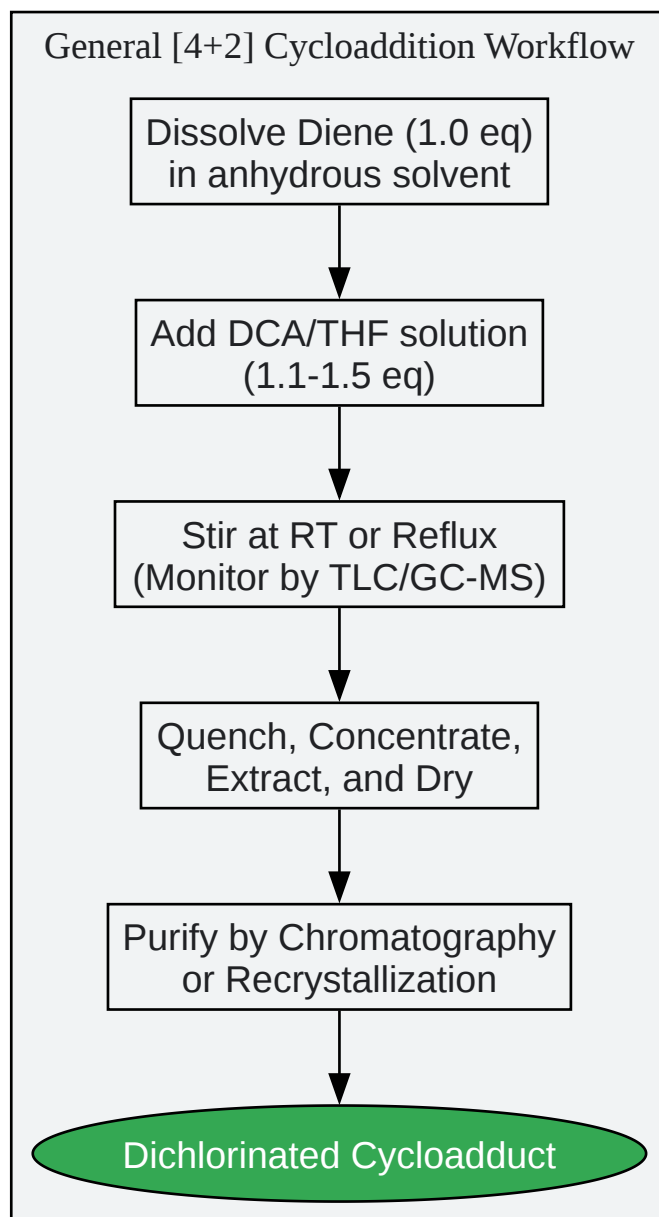 General [4+2] Cycloaddition Workflow
Dissolve Diene (1.0 eq)
in anhydrous solvent
Add DCA/THF solution
(1.1-1.5 eq)
Stir at RT or Reflux
(Monitor by TLC/GC-MS)
Quench, Concentrate,
Extract, and Dry
Purify by Chromatography
or Recrystallization
Dichlorinated Cycloadduct